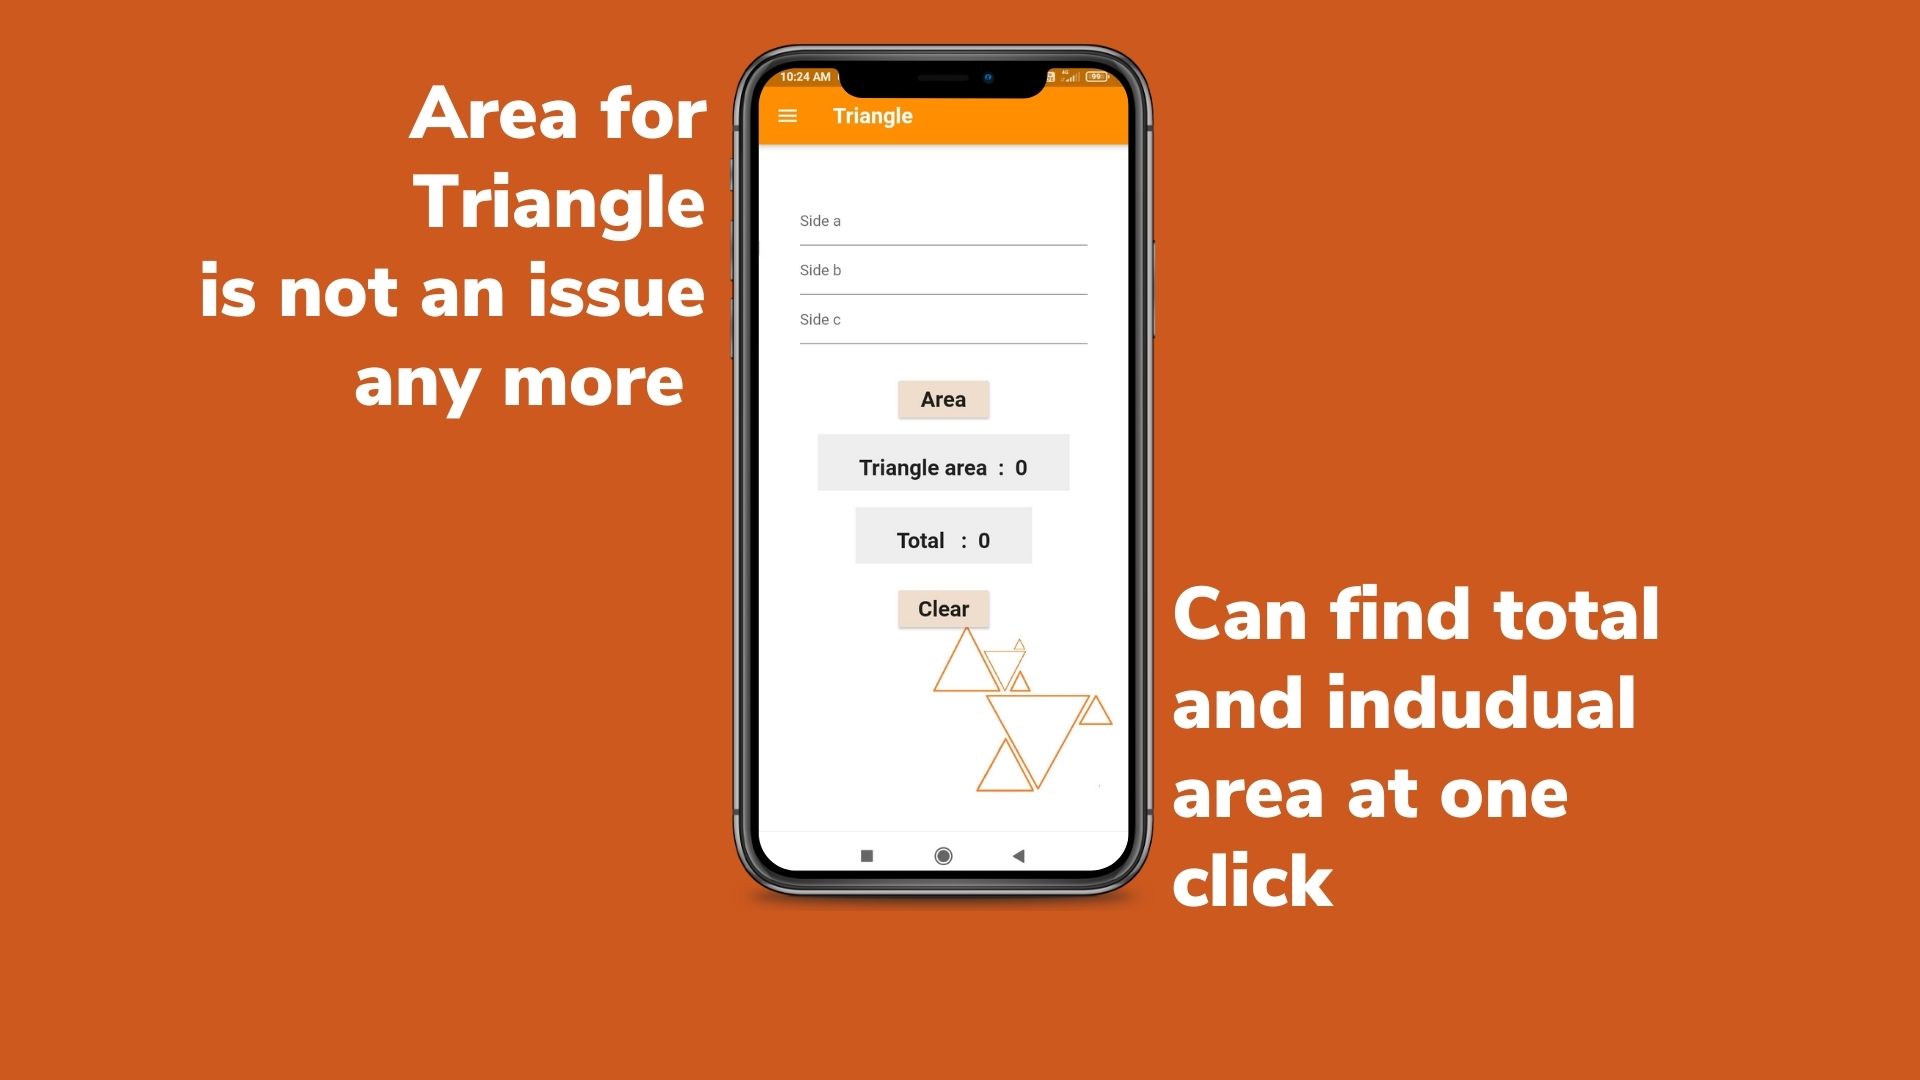 Area for
Triangle
is not an issue
any more
10:24 AM
4G
99
Triangle
Side a
Side b
Side c
Area
Triangle area : 0
Total : 0
Clear
Can find total
and indudual
area at one
click